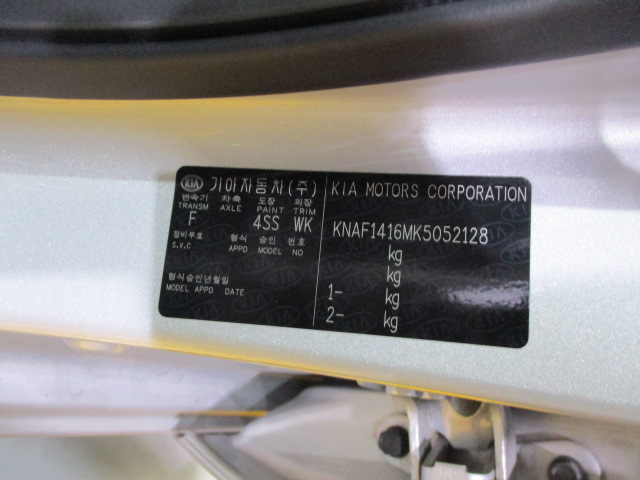 KIA 기아자동차(주)
변속기 차축 도장 의장
TRANSM AXLE PAINT TRIM
F 4SS WK
정비부호 형식 승인 번호
S.V.C APPD MODEL NO
형식승인년월일
MODEL APPD DATE
KIA MOTORS CORPORATION
KNAF1416MK5052128
kg
kg
1- kg
2- kg